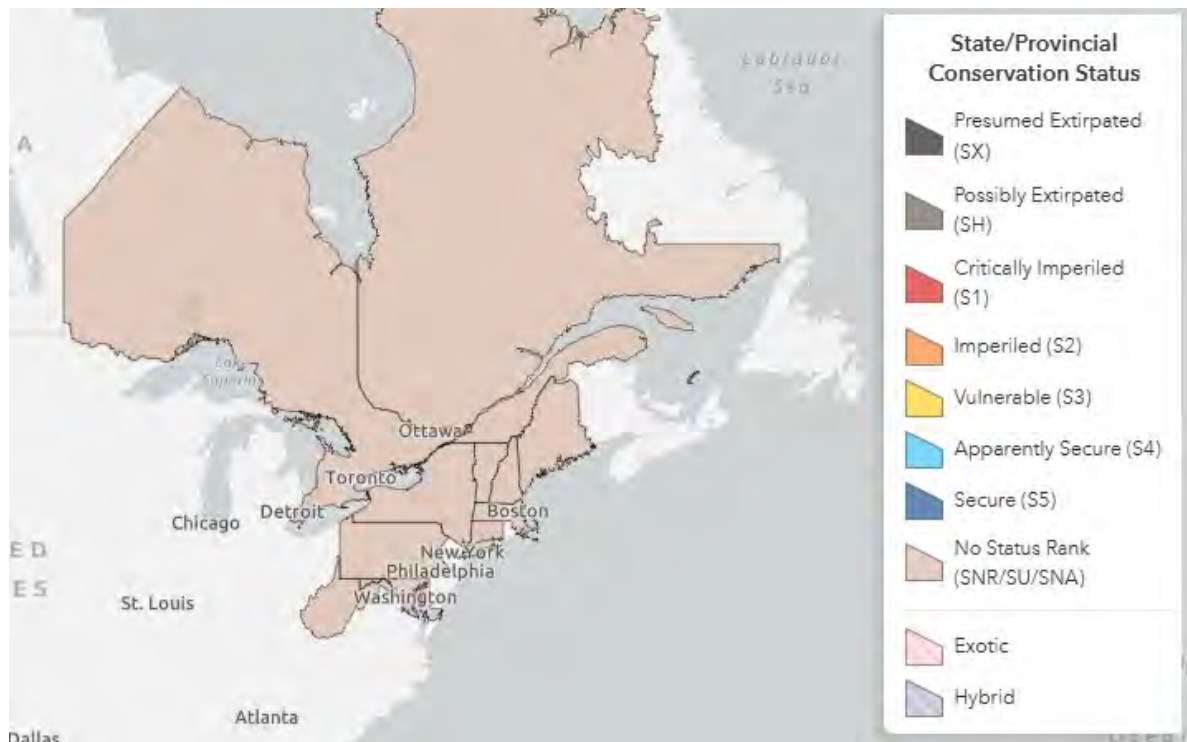 Labrador
Sea
A
Lake
Superior
Ottawa
Toronto
Chicago
Detroit
Boston
New York
Philadelphia
Washington
E D
E S
St. Louis
Atlanta
Dallas
State/Provincial
Conservation Status
Presumed Extirpated
(SX)
Possibly Extirpated
(SH)
Critically Imperiled
(S1)
Imperiled (S2)
Vulnerable (S3)
Apparently Secure (S4)
Secure (S5)
No Status Rank
(SNR/SU/SNA)
Exotic
Hybrid